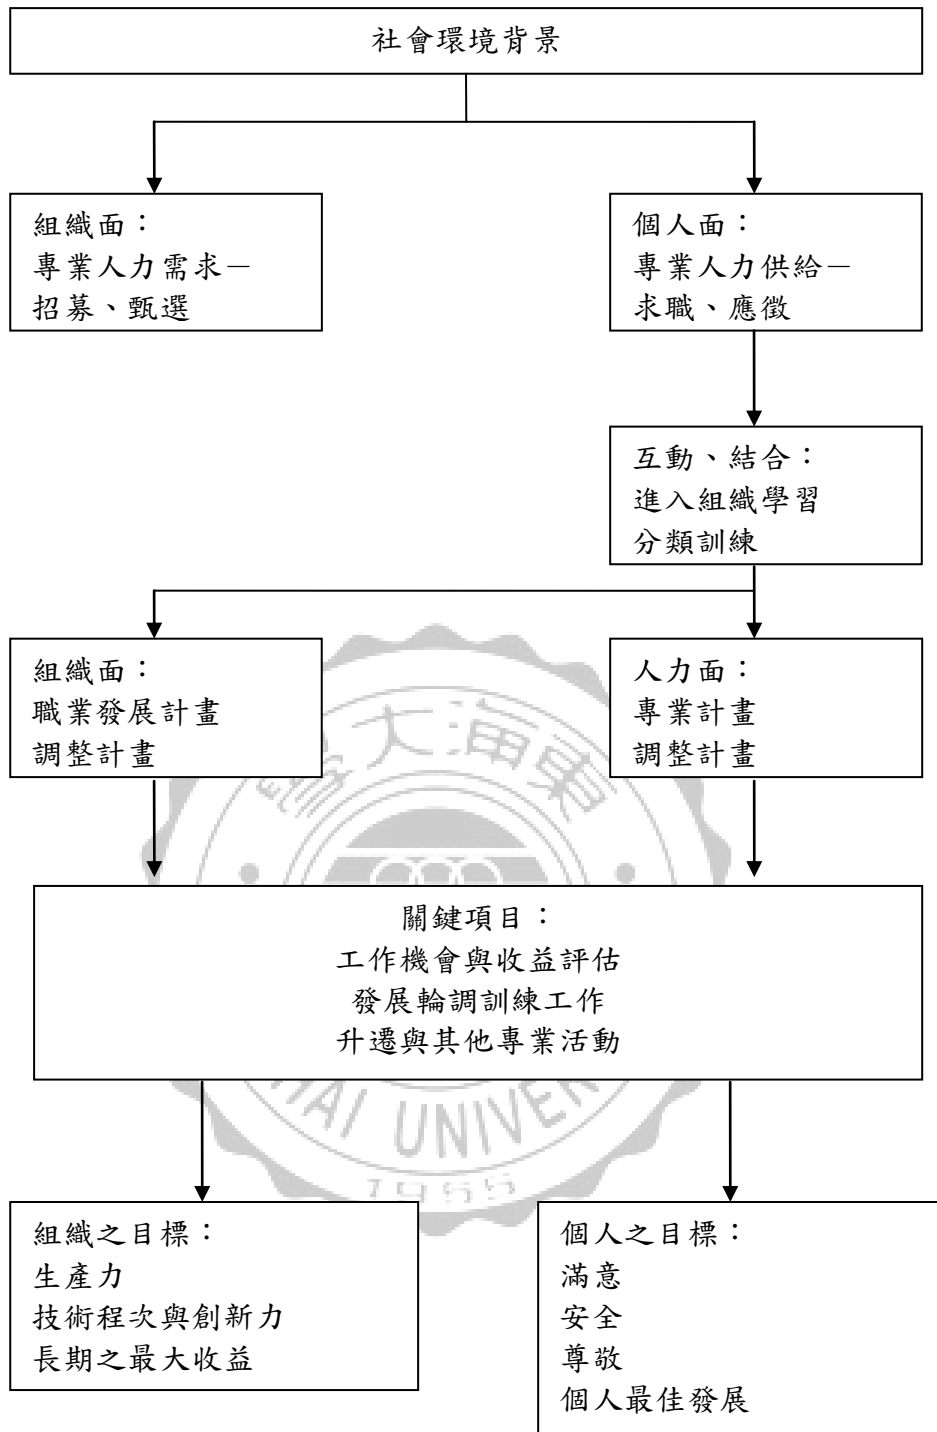 社會環境背景
組織面：
專業人力需求－
招募、甄選
個人面：
專業人力供給－
求職、應徵
互動、結合：
進入組織學習
分類訓練
組織面：
職業發展計畫
調整計畫
人力面：
專業計畫
調整計畫
學大海東
關鍵項目：
工作機會與收益評估
發展輪調訓練工作
升遷與其他專業活動
HAI UNIVER
1955
組織之目標：
生產力
技術程次與創新力
長期之最大收益
個人之目標：
滿意
安全
尊敬
個人最佳發展